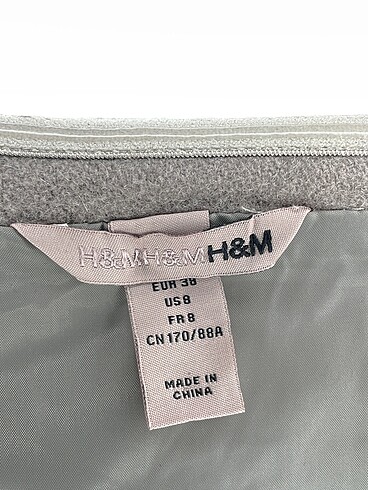 H&MH&MH&M
EUR 38
US 8
FR 8
CN 170/88A
MADE IN
CHINA